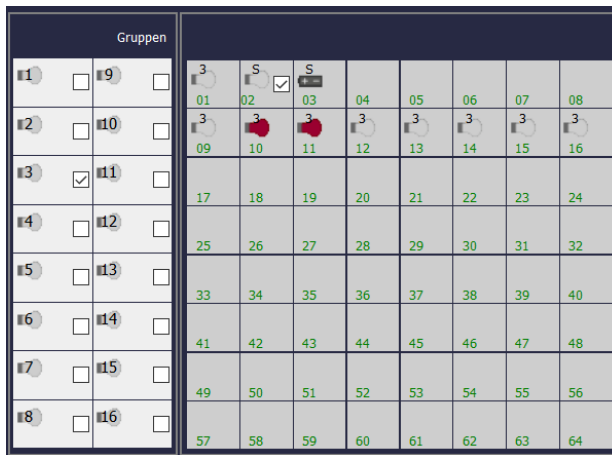 Gruppen
1 9
2 10
3 11
4 12
5 13
6 14
7 15
8 16
3 S S
01 02 03 04 05 06 07 08
3 3 3 3 3 3 3 3
09 10 11 12 13 14 15 16
17 18 19 20 21 22 23 24
25 26 27 28 29 30 31 32
33 34 35 36 37 38 39 40
41 42 43 44 45 46 47 48
49 50 51 52 53 54 55 56
57 58 59 60 61 62 63 64